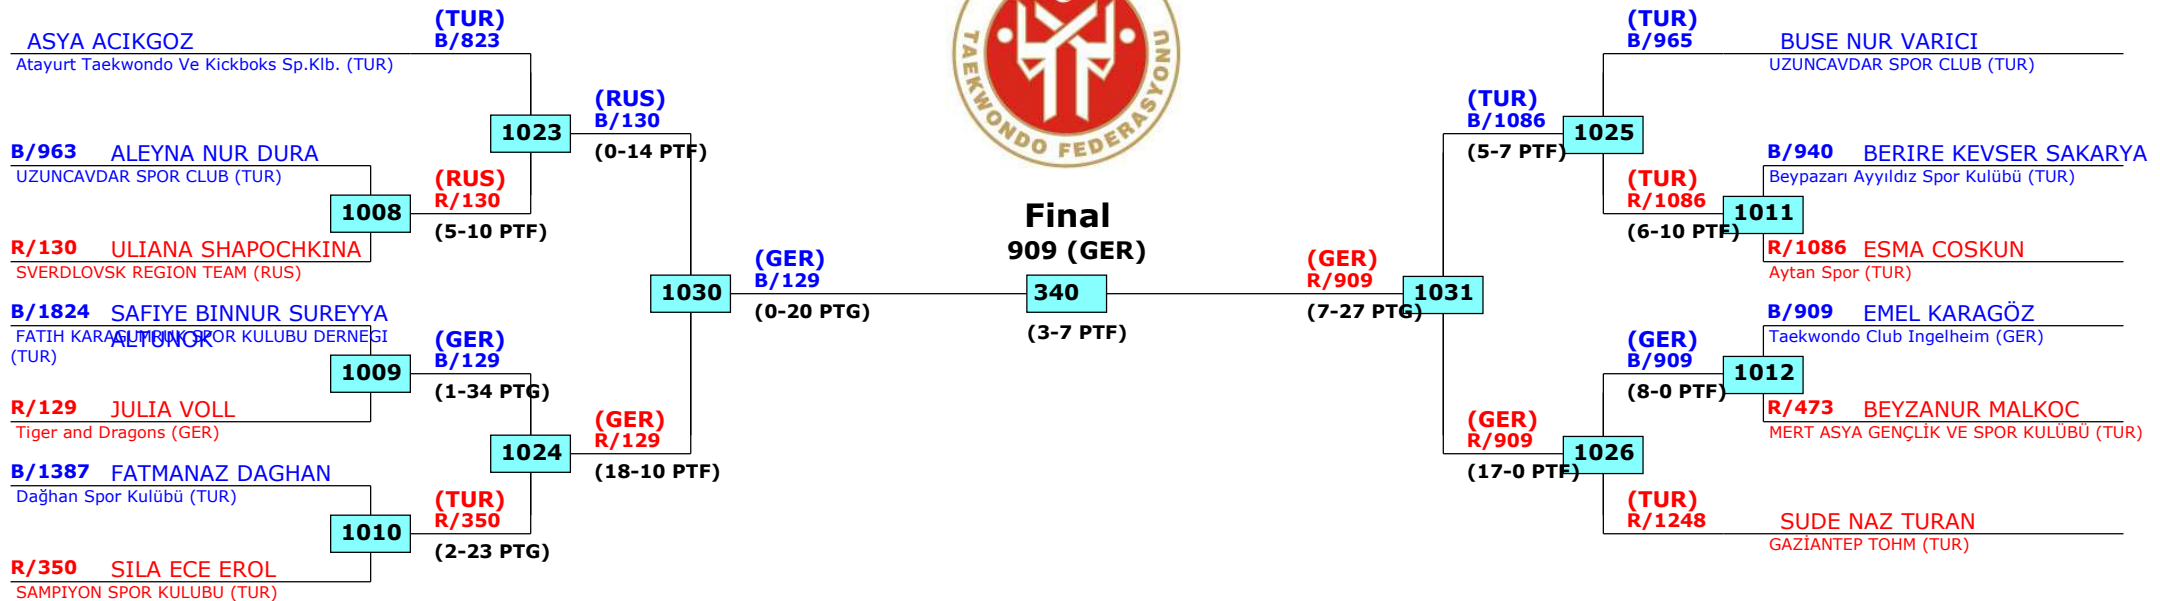 (TUR)
B/823
ASYA ACIKGOZ
Atayurt Taekwondo Ve Kickboks Sp.Klb. (TUR)
1023
(RUS)
B/130
(0-14 PTF)
B/963 ALEYNA NUR DURA
UZUNCAVDAR SPOR CLUB (TUR)
1008
(RUS)
R/130
(5-10 PTF)
R/130 ULIANA SHAPOCHKINA
SVERDLOVSK REGION TEAM (RUS)
1030
(GER)
B/129
(0-20 PTG)
B/1824 SAFIYE BINNUR SUREYYA
ALTUNOK
FATIH KARAGUMRUK SPOR KULUBU DERNEGI
(TUR)
1009
(GER)
B/129
(1-34 PTG)
R/129 JULIA VOLL
Tiger and Dragons (GER)
1024
(GER)
R/129
(18-10 PTF)
B/1387 FATMANAZ DAGHAN
Dağhan Spor Kulübü (TUR)
1010
(TUR)
R/350
(2-23 PTG)
R/350 SILA ECE EROL
SAMPIYON SPOR KULUBU (TUR)
TAEKWONDO FEDERASYONU
Final
909 (GER)
340
(3-7 PTF)
(GER)
R/909
(7-27 PTG)
1031
(TUR)
B/1086
(5-7 PTF)
1025
(TUR)
B/965
BUSE NUR VARICI
UZUNCAVDAR SPOR CLUB (TUR)
(TUR)
R/1086
(6-10 PTF)
1011
B/940 BERIRE KEVSER SAKARYA
Beypazarı Ayyıldız Spor Kulübü (TUR)
R/1086 ESMA COSKUN
Aytan Spor (TUR)
(GER)
R/909
(17-0 PTF)
1026
(GER)
B/909
(8-0 PTF)
1012
B/909 EMEL KARAGÖZ
Taekwondo Club Ingelheim (GER)
R/473 BEYZANUR MALKOC
MERT ASYA GENÇLİK VE SPOR KULÜBÜ (TUR)
(TUR)
R/1248
SUDE NAZ TURAN
GAZİANTEP TOHM (TUR)